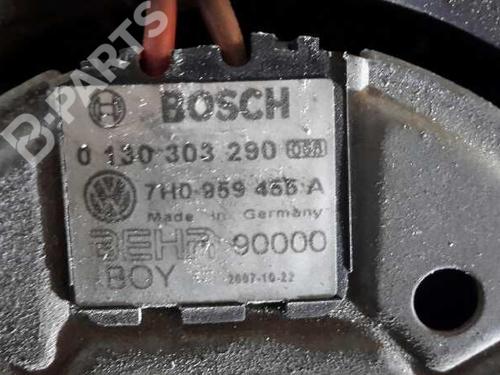 B-PARTS
BOSCH
0 130 303 290
7H0 959 455 A
Made in Germany
BEHR 90000
BOY 2007-10-22